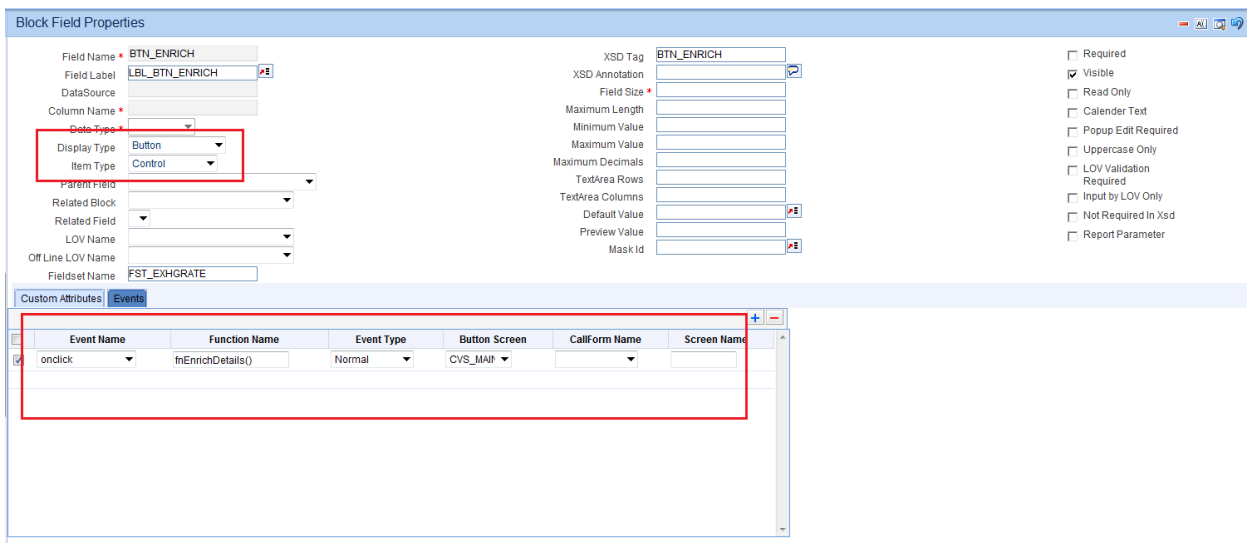 Block Field Properties
Field Name * BTN_ENRICH
Field Label LBL_BTN_ENRICH
DataSource
Column Name *
Data Type *
Display Type Button
Item Type Control
Parent Field
Related Block
Related Field
LOV Name
Off Line LOV Name
Fieldset Name FST_EXHGRATE
XSD Tag BTN_ENRICH
XSD Annotation
Field Size *
Maximum Length
Minimum Value
Maximum Value
Maximum Decimals
TextArea Rows
TextArea Columns
Default Value
Preview Value
Mask Id
Required
Visible
Read Only
Calender Text
Popup Edit Required
Uppercase Only
LOV Validation
Required
Input by LOV Only
Not Required In Xsd
Report Parameter
Custom Attributes Events
Event Name Function Name Event Type Button Screen CallForm Name Screen Name
onclick fnEnrichDetails() Normal CVS_MAIN